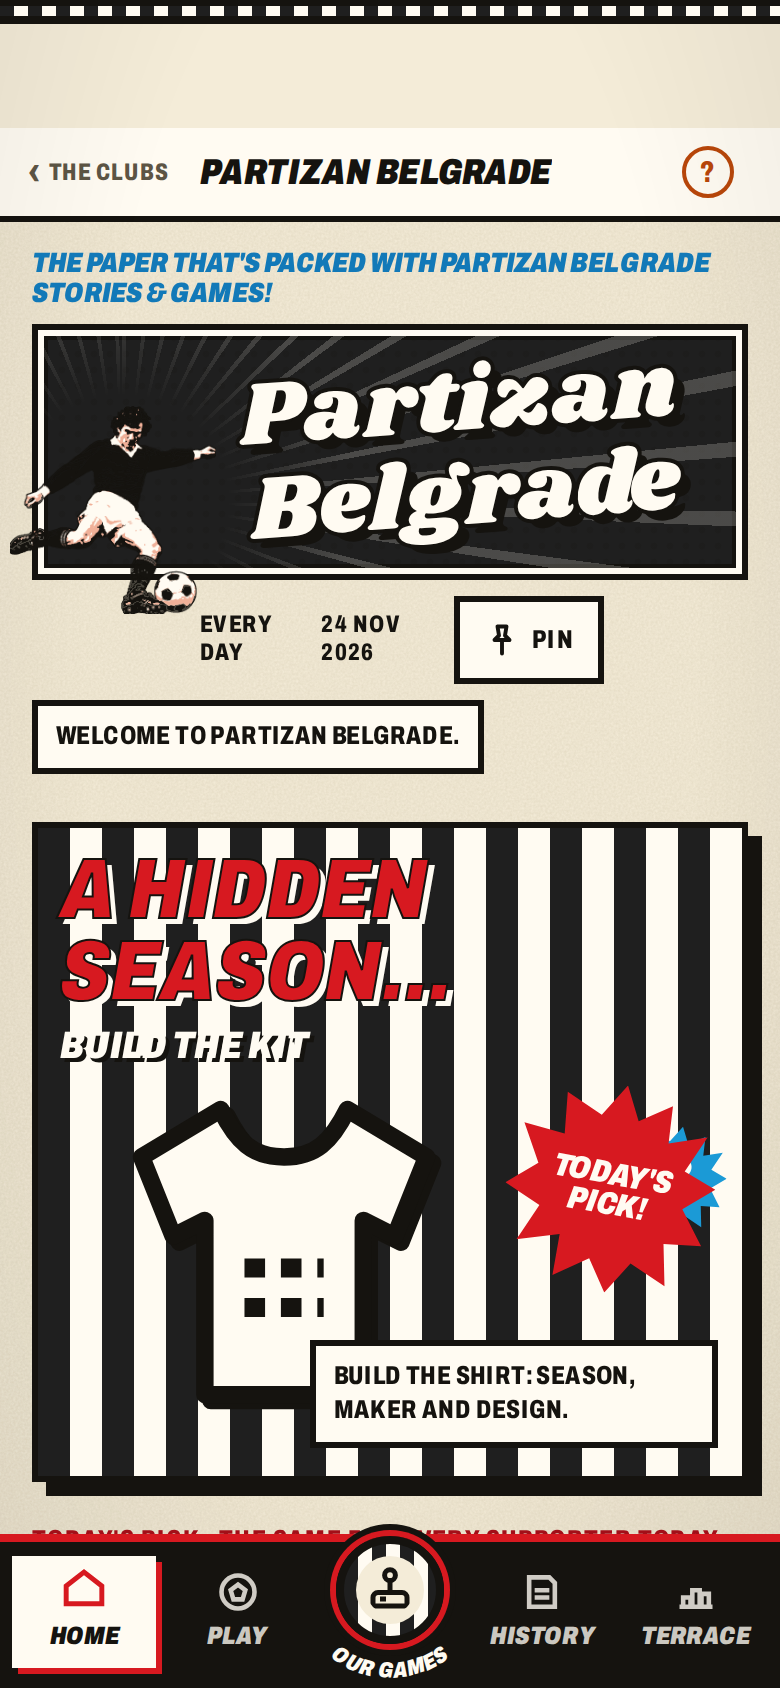 ‹ THE CLUBS
PARTIZAN BELGRADE
?
THE PAPER THAT'S PACKED WITH PARTIZAN BELGRADE
STORIES & GAMES!
Partizan
Belgrade
EVERY
DAY
24 NOV
2026
PIN
WELCOME TO PARTIZAN BELGRADE.
A HIDDEN
SEASON...
BUILD THE KIT
TODAY'S
PICK!
BUILD THE SHIRT: SEASON,
MAKER AND DESIGN.
HOME
PLAY
OUR GAMES
HISTORY
TERRACE